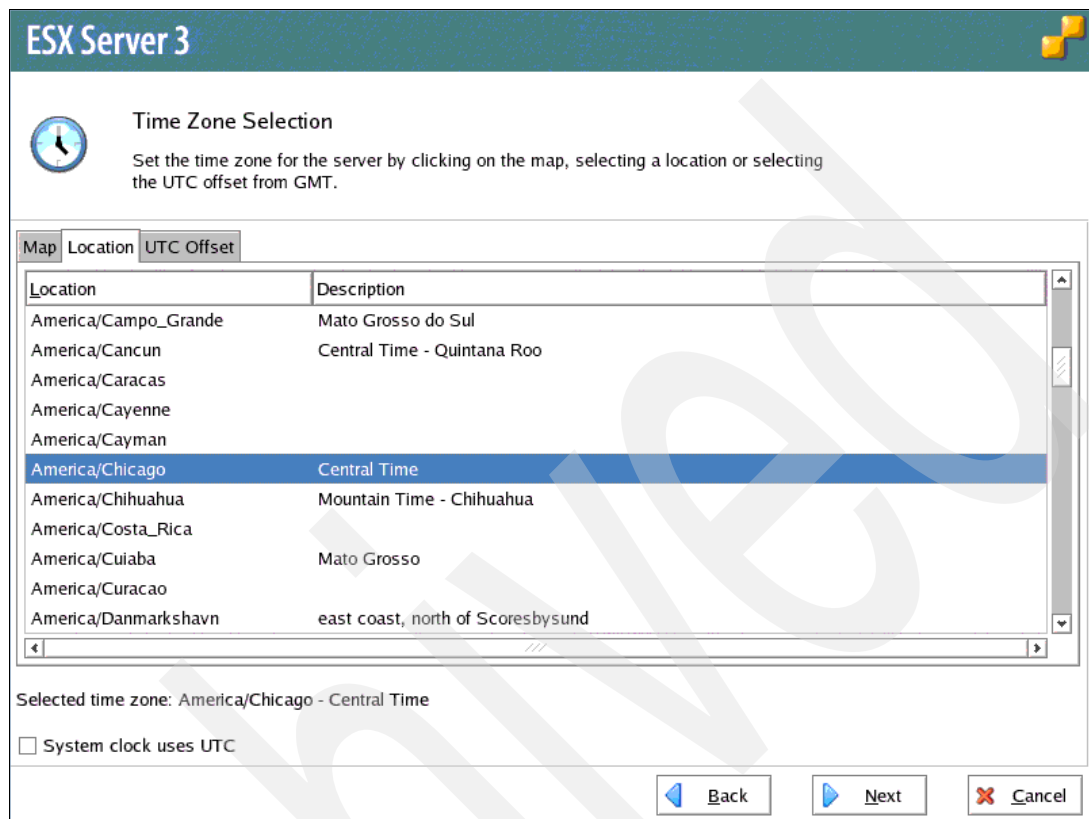 ESX Server 3
Time Zone Selection
Set the time zone for the server by clicking on the map, selecting a location or selecting
the UTC offset from GMT.
Map Location UTC Offset
Location Description
America/Campo_Grande Mato Grosso do Sul
America/Cancun Central Time - Quintana Roo
America/Caracas
America/Cayenne
America/Cayman
America/Chicago Central Time
America/Chihuahua Mountain Time - Chihuahua
America/Costa_Rica
America/Cuiaba Mato Grosso
America/Curacao
America/Danmarkshavn east coast, north of Scoresbysund
Selected time zone: America/Chicago - Central Time
System clock uses UTC
Back Next Cancel
hived